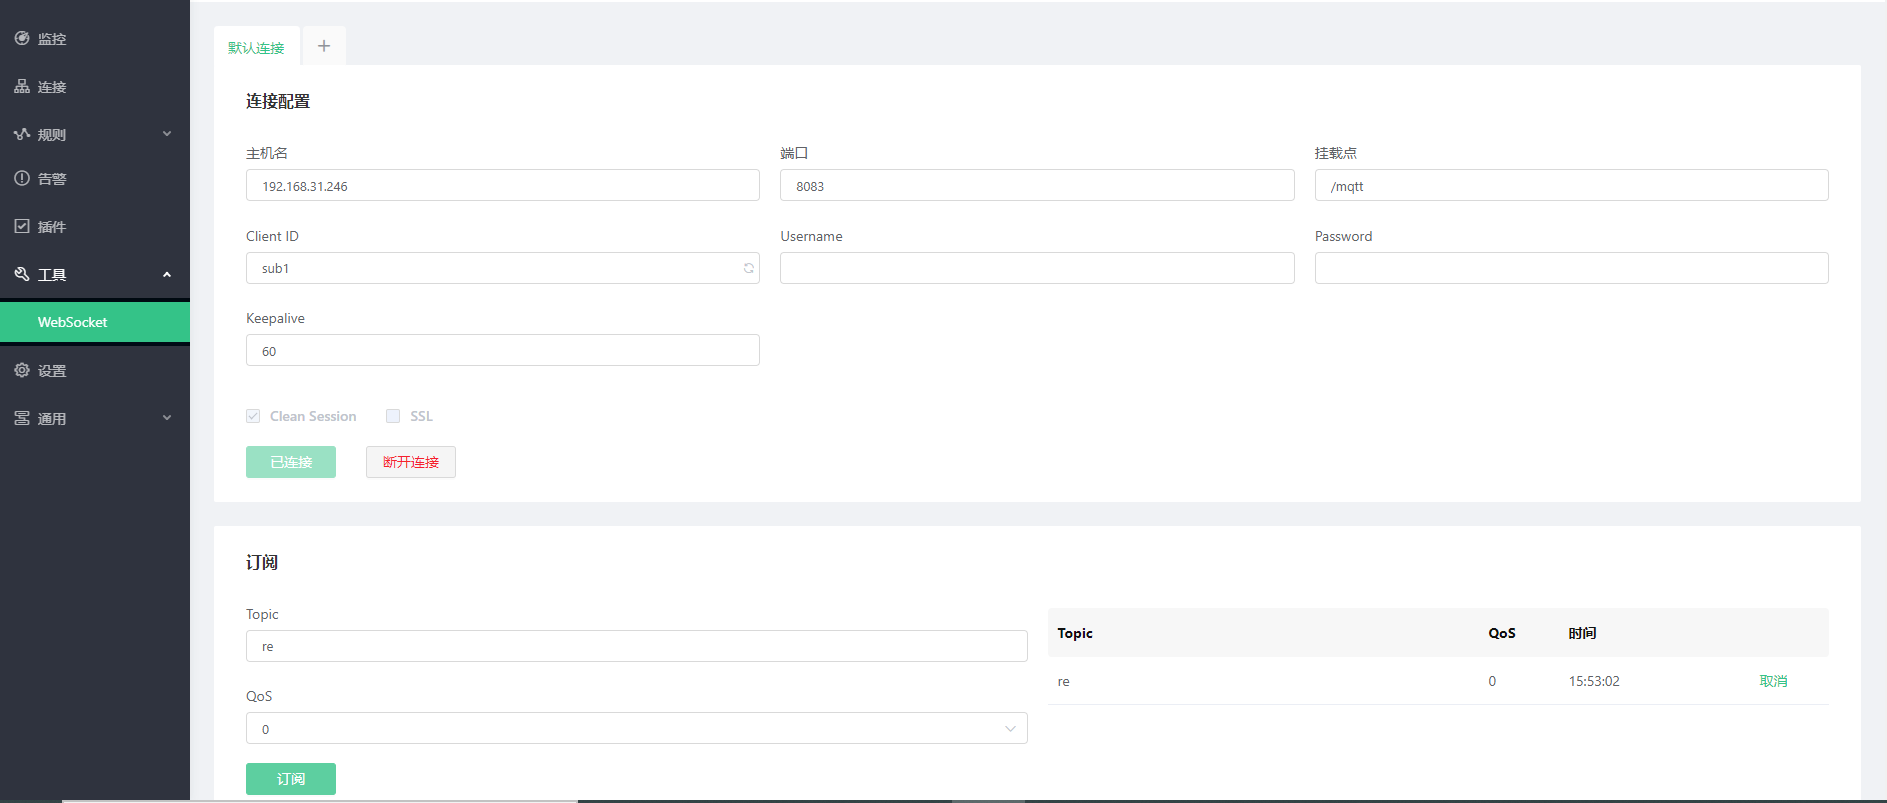 监控
连接
规则
告警
插件
工具
WebSocket
设置
通用
默认连接
连接配置
主机名
端口
挂载点
192.168.31.246
8083
/mqtt
Client ID
Username
Password
sub1
Keepalive
60
Clean Session
SSL
已连接
断开连接
订阅
Topic
re
QoS
0
订阅
Topic QoS 时间
re 0 15:53:02 取消